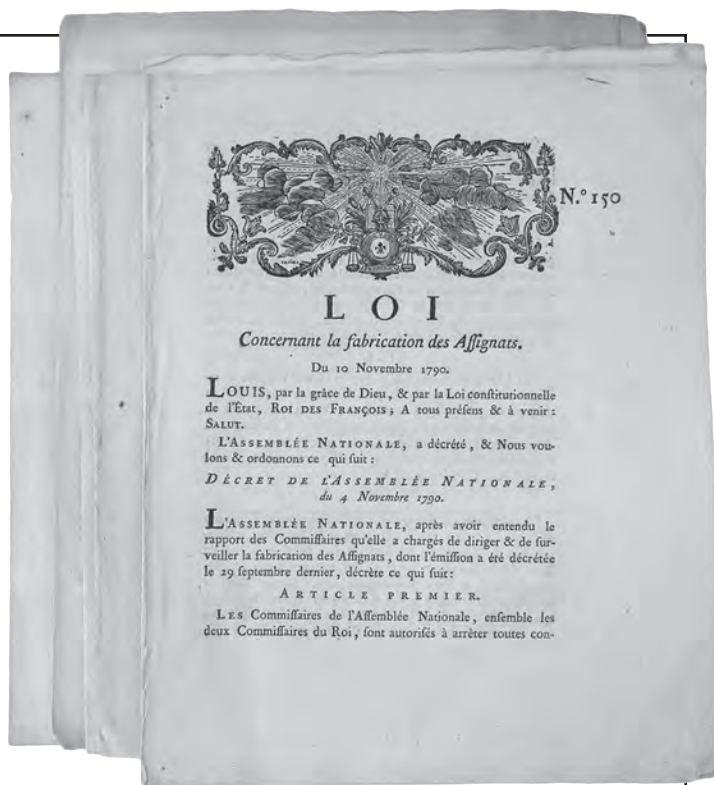 N.º 150
LOI
Concernant la fabrication des Aſſignats.
Du 10 Novembre 1790.
LOUIS, par la grâce de Dieu, & par la Loi conſtitutionnelle
de l'État, ROI DES FRANÇOIS; A tous préſens & à venir:
SALUT.
L'ASSEMBLÉE NATIONALE, a décrété, & Nous vou-
lons & ordonnons ce qui ſuit:
DÉCRET DE L'ASSEMBLÉE NATIONALE,
du 4 Novembre 1790.
L'ASSEMBLÉE NATIONALE, après avoir entendu le
rapport des Commiſſaires qu'elle a chargés de diriger & de ſur-
veiller la fabrication des Aſſignats, dont l'émiſſion a été décrétée
le 29 ſeptembre dernier, décrète ce qui ſuit:
ARTICLE PREMIER.
LES Commiſſaires de l'Aſſemblée Nationale, enſemble les
deux Commiſſaires du Roi, ſont autoriſés à arrêter toutes con-